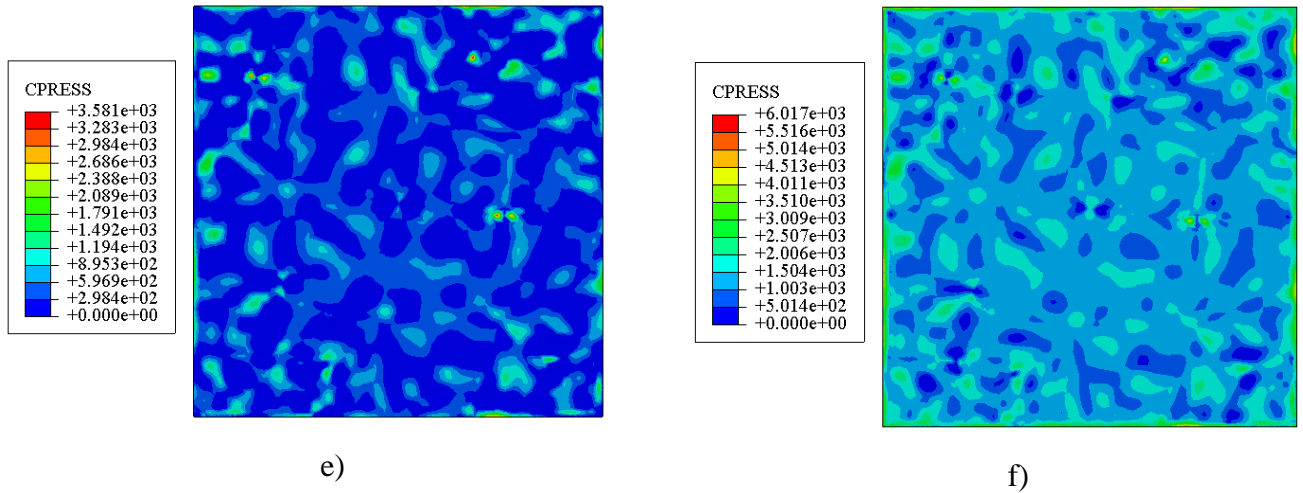 CPRESS
+3.581e+03
+3.283e+03
+2.984e+03
+2.686e+03
+2.388e+03
+2.089e+03
+1.791e+03
+1.492e+03
+1.194e+03
+8.953e+02
+5.969e+02
+2.984e+02
+0.000e+00
CPRESS
+6.017e+03
+5.516e+03
+5.014e+03
+4.513e+03
+4.011e+03
+3.510e+03
+3.009e+03
+2.507e+03
+2.006e+03
+1.504e+03
+1.003e+03
+5.014e+02
+0.000e+00
e)
f)